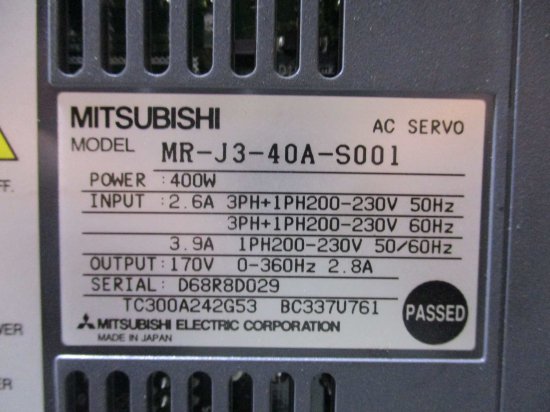 MITSUBISHI
AC SERVO
MODEL MR-J3-40A-S001
POWER :400W
INPUT :2.6A 3PH+1PH200-230V 50Hz
3PH+1PH200-230V 60Hz
3.9A 1PH200-230V 50/60Hz
OUTPUT:170V 0-360Hz 2.8A
SERIAL: D68R8D029
TC300A242G53 BC337U761
MITSUBISHI ELECTRIC CORPORATION
MADE IN JAPAN
PASSED
FF.